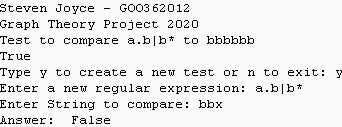 Steven Joyce - G00362012
Graph Theory Project 2020
Test to compare a.b|b* to bbbbbb
True
Type y to create a new test or n to exit: y
Enter a new regular expression: a.b|b*
Enter String to compare: bbx
Answer:  False